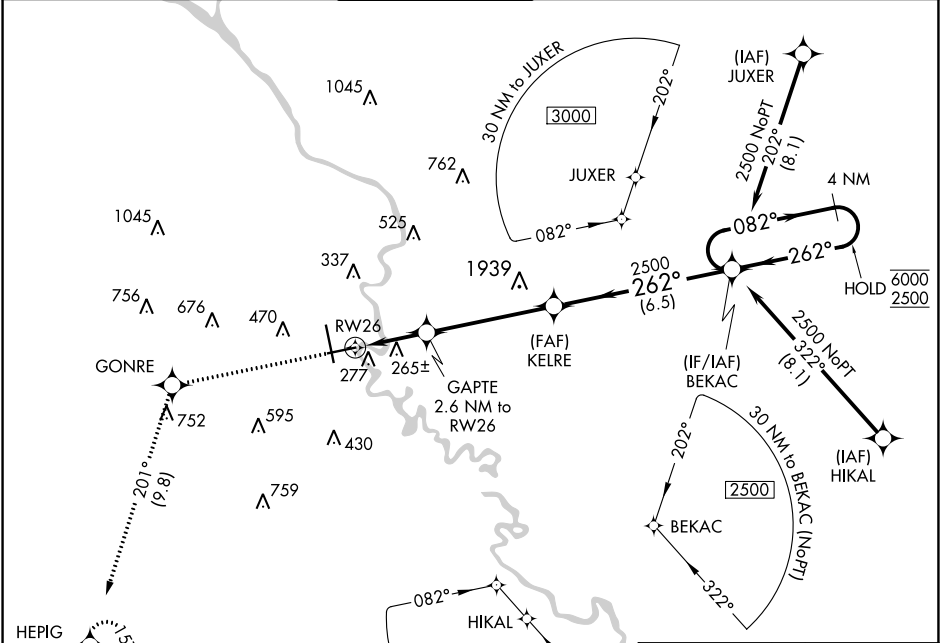 (IAF)
JUXER
30 NM to JUXER
202°
3000
JUXER
082°
2500 NoPT
202°
(8.1)
4 NM
082°
262°
HOLD
6000
2500
1045
762
1045
525
337
1939
2500
262°
(6.5)
756
676
470
RW26
277
265±
GAPTE
2.6 NM to
RW26
(FAF)
KELRE
(IF/IAF)
BEKAC
2500 NoPT
322°
(8.1)
(IAF)
HIKAL
GONRE
752
595
430
759
201°
(9.8)
202°
30 NM to BEKAC (NoPT)
2500
BEKAC
322°
082°
HIKAL
HEPIG